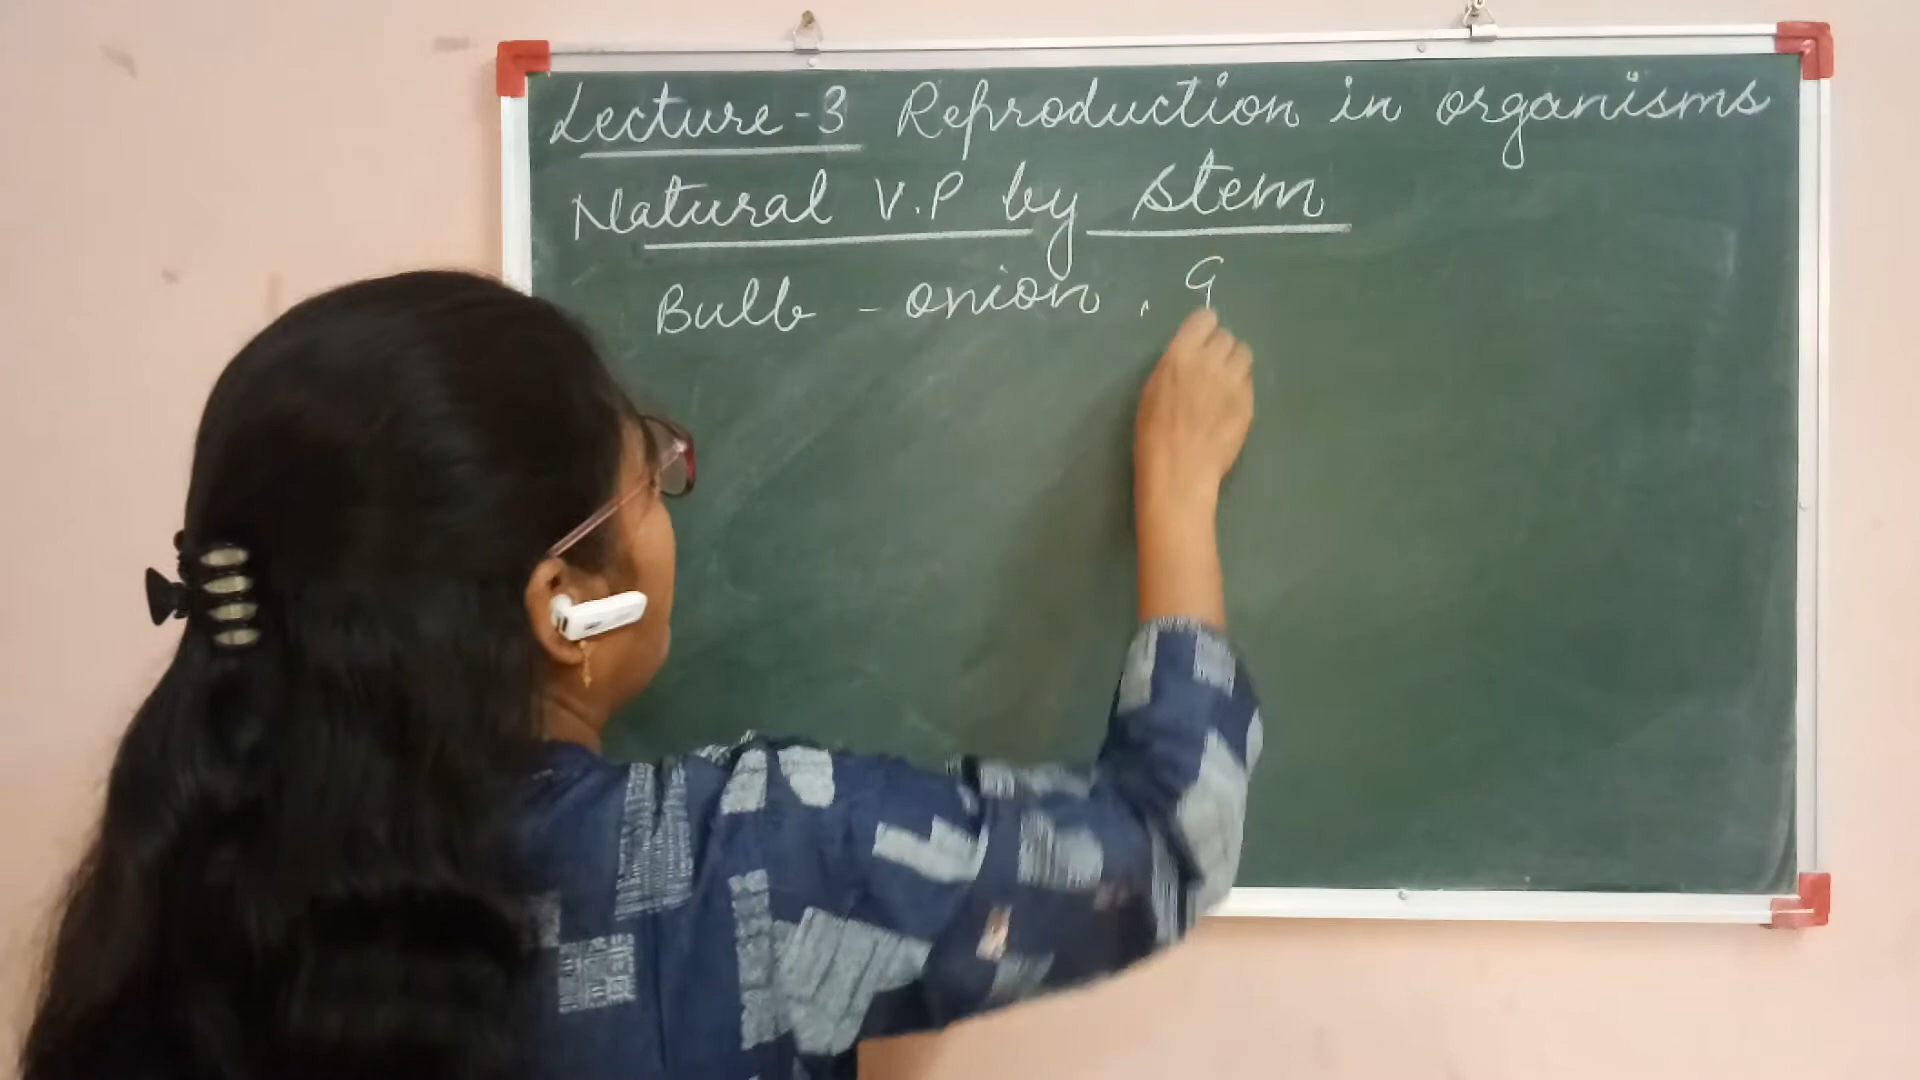 Lecture-3 Reproduction in organisms
Natural V.P by stem
Bulb - onion, G